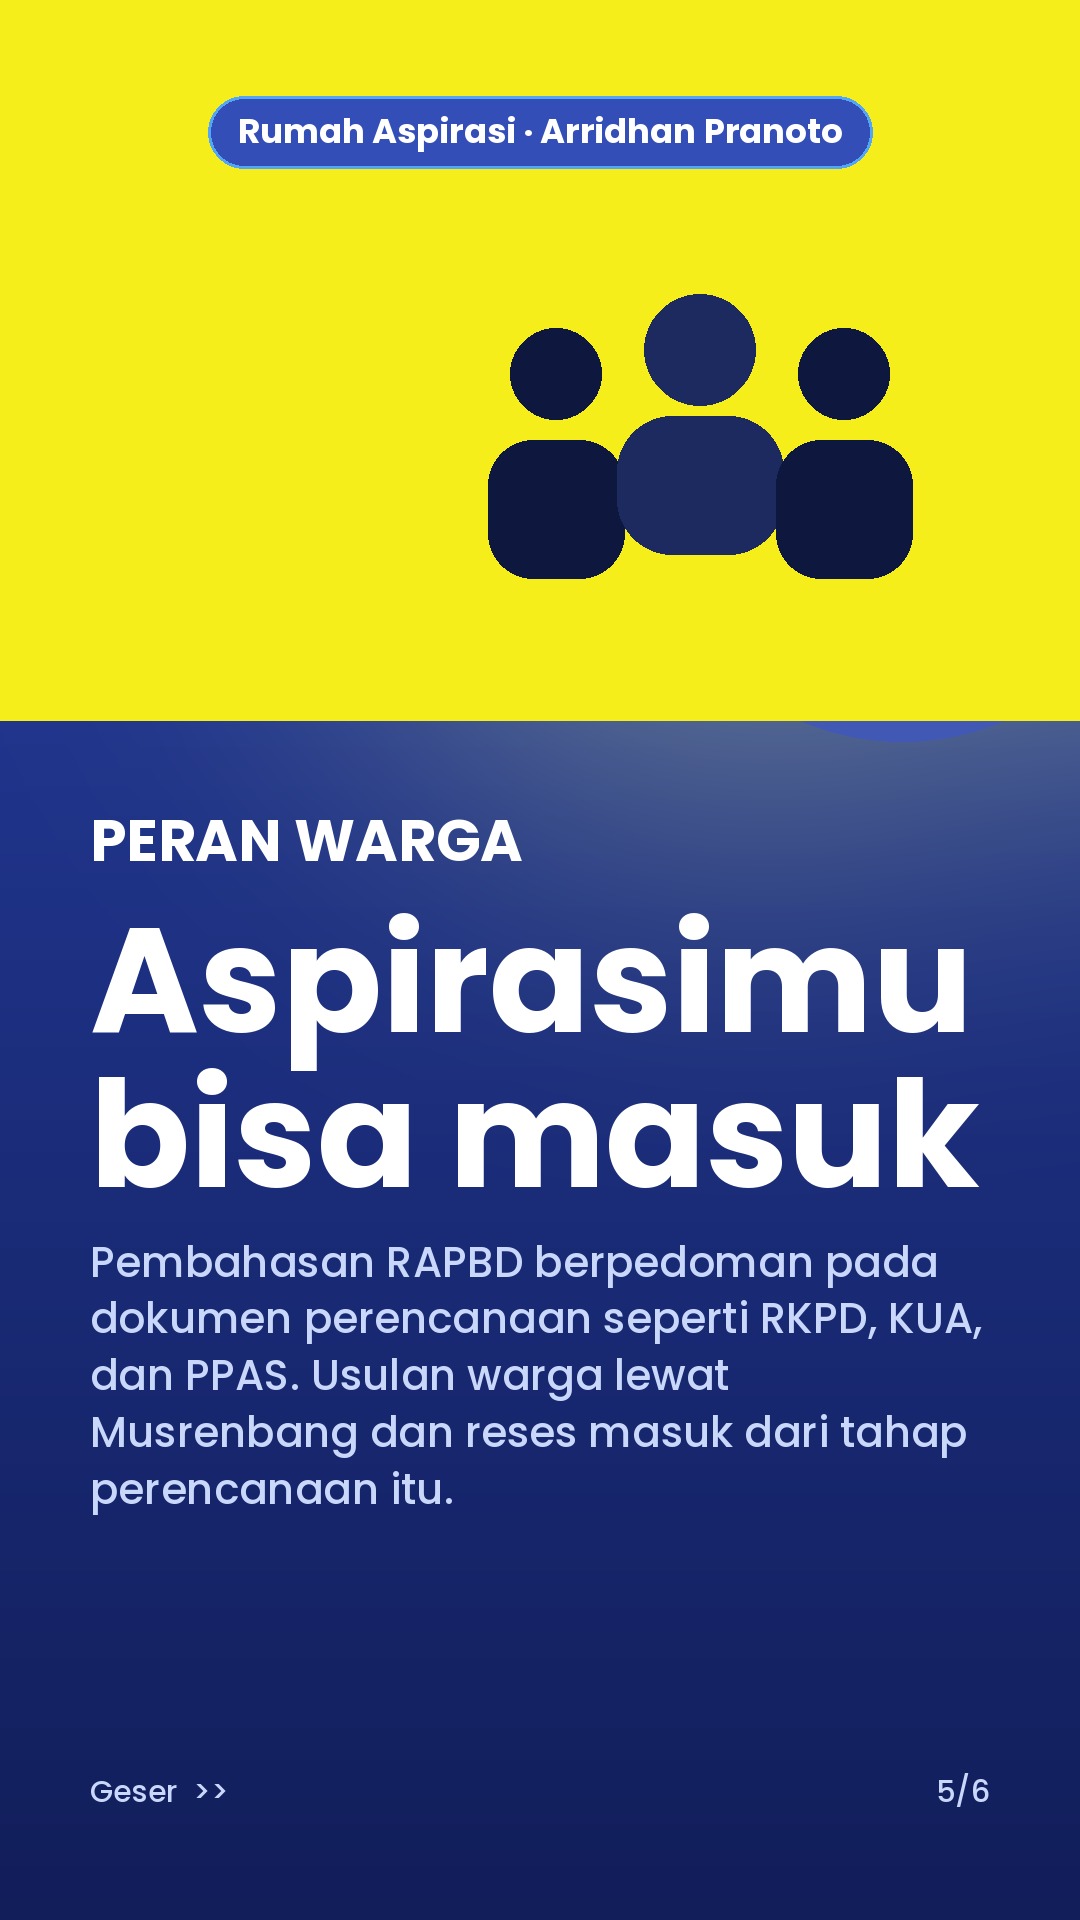 Rumah Aspirasi · Arridhan Pranoto
PERAN WARGA
Aspirasimu
bisa masuk
Pembahasan RAPBD berpedoman pada
dokumen perencanaan seperti RKPD, KUA,
dan PPAS. Usulan warga lewat
Musrenbang dan reses masuk dari tahap
perencanaan itu.
Geser >>
5/6